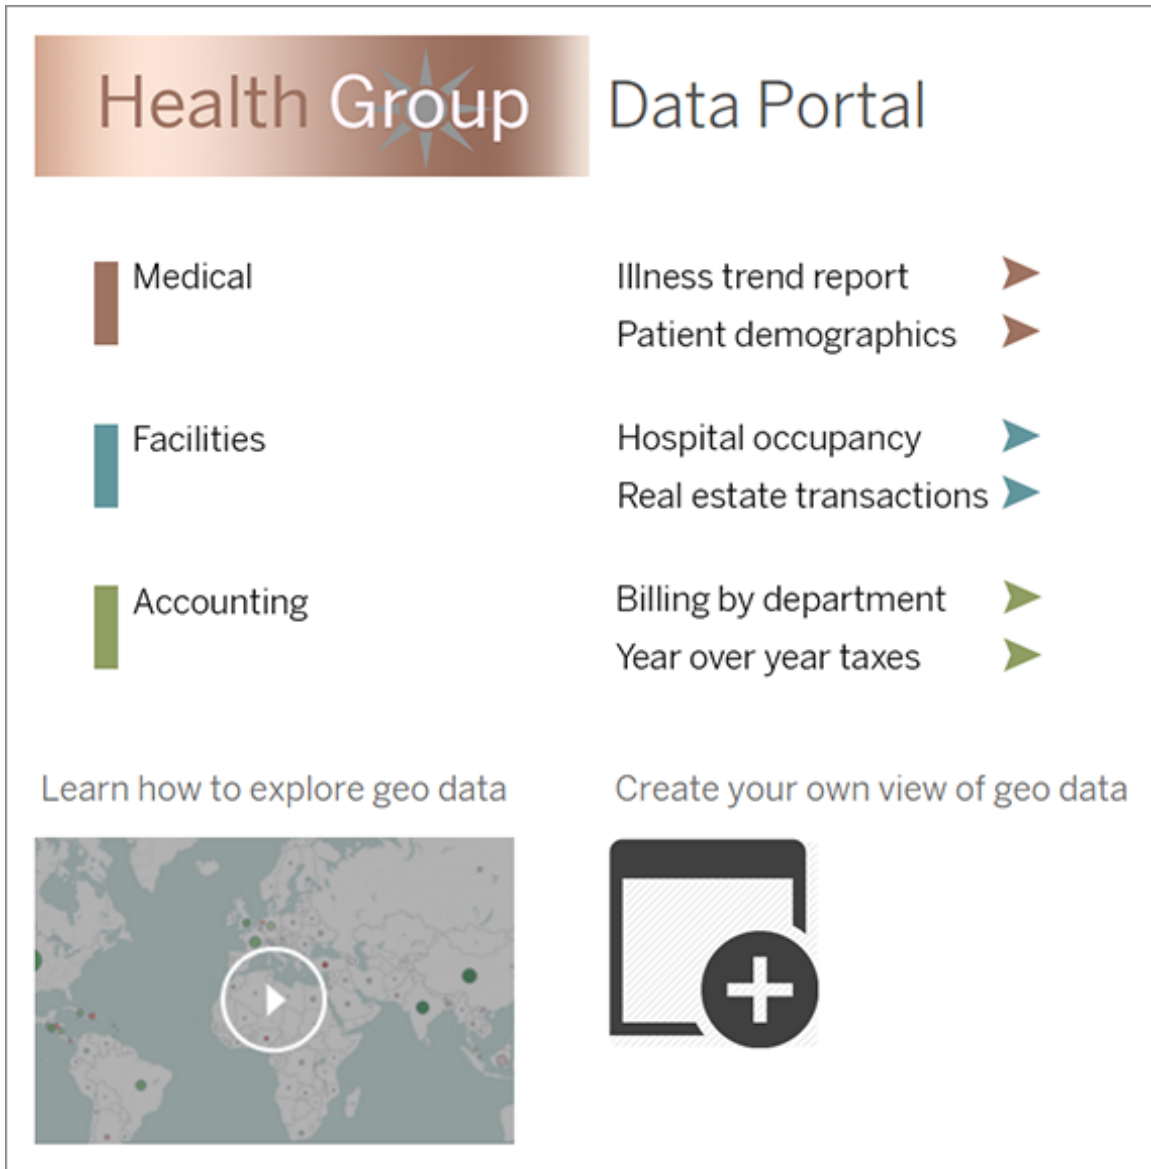 Health Group Data Portal
Medical
Illness trend report
Patient demographics
Facilities
Hospital occupancy
Real estate transactions
Accounting
Billing by department
Year over year taxes
Learn how to explore geo data
Create your own view of geo data